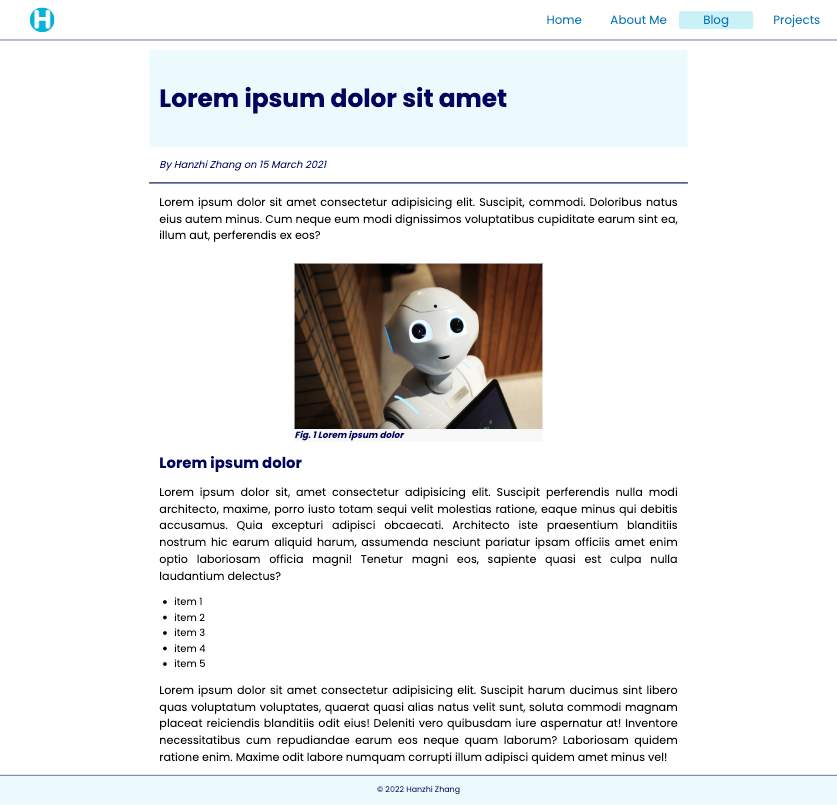 H
Home About Me Blog Projects
Lorem ipsum dolor sit amet
By Hanzhi Zhang on 15 March 2021
Lorem ipsum dolor sit amet consectetur adipisicing elit. Suscipit, commodi. Doloribus natus
eius autem minus. Cum neque eum modi dignissimos voluptatibus cupiditate earum sint ea,
illum aut, perferendis ex eos?
Fig. 1 Lorem ipsum dolor
Lorem ipsum dolor
Lorem ipsum dolor sit, amet consectetur adipisicing elit. Suscipit perferendis nulla modi
architecto, maxime, porro iusto totam sequi velit molestias ratione, eaque minus qui debitis
accusamus. Quia excepturi adipisci obcaecati. Architecto iste praesentium blanditiis
nostrum hic earum aliquid harum, assumenda nesciunt pariatur ipsam officiis amet enim
optio laboriosam officia magni! Tenetur magni eos, sapiente quasi est culpa nulla
laudantium delectus?
• item 1
• item 2
• item 3
• item 4
• item 5
Lorem ipsum dolor sit amet consectetur adipisicing elit. Suscipit harum ducimus sint libero
quas voluptatum voluptates, quaerat quasi alias natus velit sunt, soluta commodi magnam
placeat reiciendis blanditiis odit eius! Deleniti vero quibusdam iure aspernatur at! Inventore
necessitatibus cum repudiandae earum eos neque quam laborum? Laboriosam quidem
ratione enim. Maxime odit labore numquam corrupti illum adipisci quidem amet minus vel!
© 2022 Hanzhi Zhang